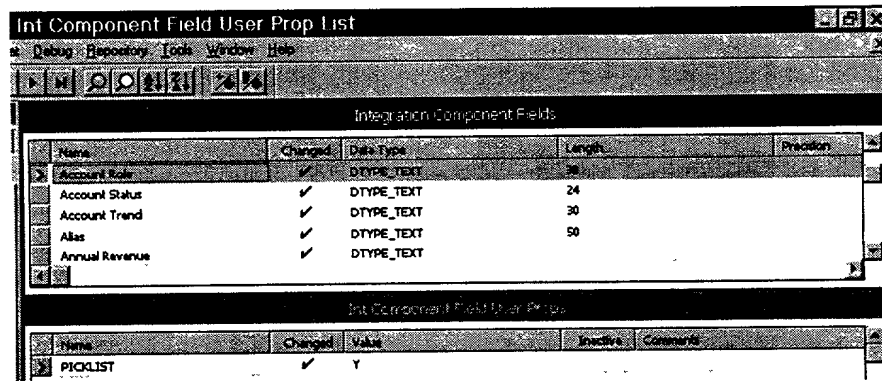 Int Component Field User Prop List
Debug Repository Tools Window Help
Integration Component Fields
Name Changed Data Type Length Precision
Account Role ✓ DTYPE_TEXT 30
Account Status ✓ DTYPE_TEXT 24
Account Trend ✓ DTYPE_TEXT 30
Alias ✓ DTYPE_TEXT 50
Annual Revenue ✓ DTYPE_TEXT
Int Component Field User Props
Name Changed Value Inactive Comments
PICKLIST ✓ Y